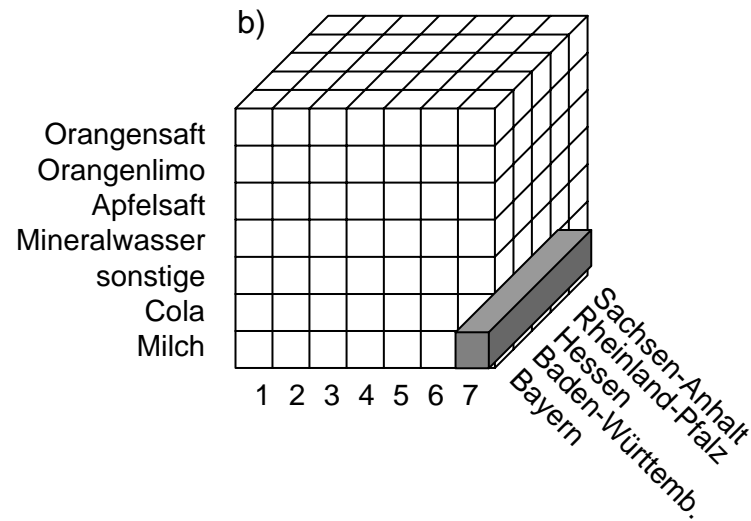 b)
Orangensaft
Orangenlimo
Apfelsaft
Mineralwasser
sonstige
Cola
Milch
1 2 3 4 5 6 7
Sachsen-Anhalt
Rheinland-Pfalz
Hessen
Baden-Württemb.
Bayern